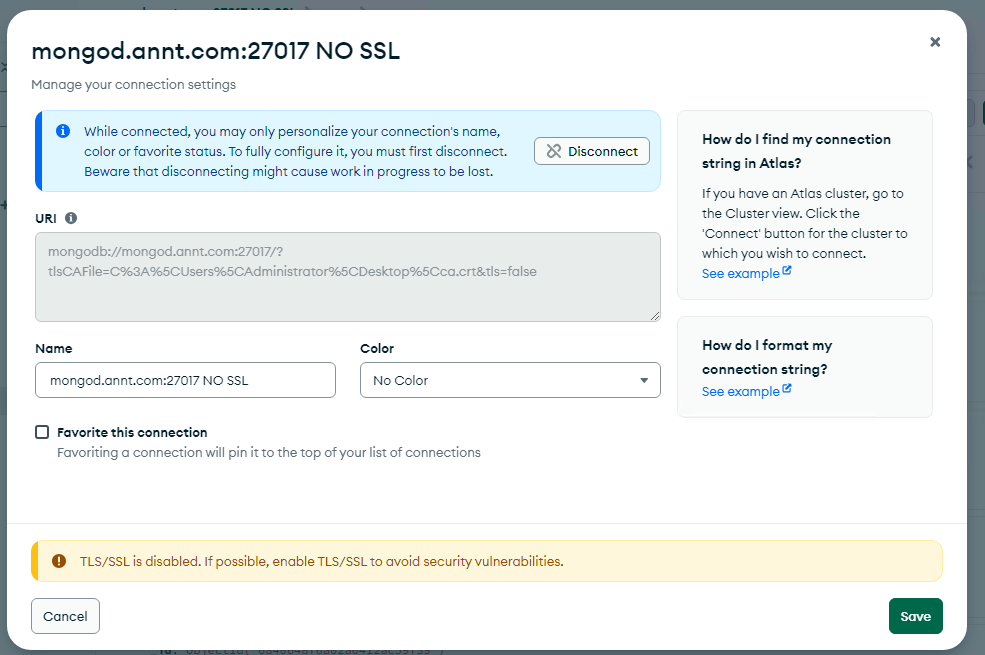 mongod.annt.com:27017 NO SSL
Manage your connection settings
While connected, you may only personalize your connection's name,
color or favorite status. To fully configure it, you must first disconnect.
Beware that disconnecting might cause work in progress to be lost.
Disconnect
URI
mongodb://mongod.annt.com:27017/?
tlsCAFile=C%3A%5CUsers%5CAdministrator%5CDesktop%5Cca.crt&tls=false
Name
mongod.annt.com:27017 NO SSL
Color
No Color
Favorite this connection
Favoriting a connection will pin it to the top of your list of connections
How do I find my connection
string in Atlas?
If you have an Atlas cluster, go to
the Cluster view. Click the
'Connect' button for the cluster to
which you wish to connect.
See example
How do I format my
connection string?
See example
TLS/SSL is disabled. If possible, enable TLS/SSL to avoid security vulnerabilities.
Cancel
Save